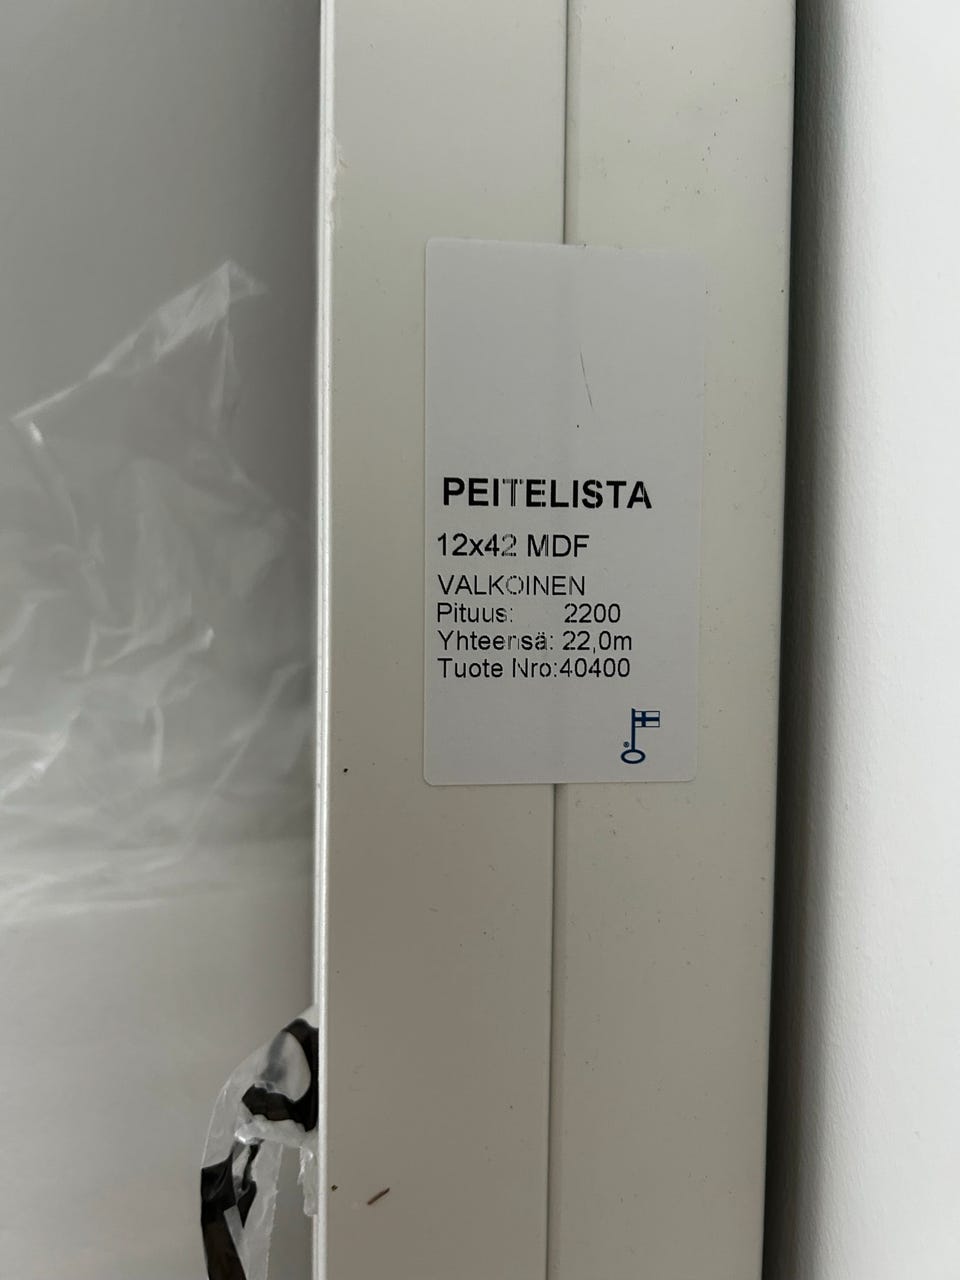 PEITELISTA
12x42 MDF
VALKOINEN
Pituus: 2200
Yhteensä: 22,0m
Tuote Nro:40400
®